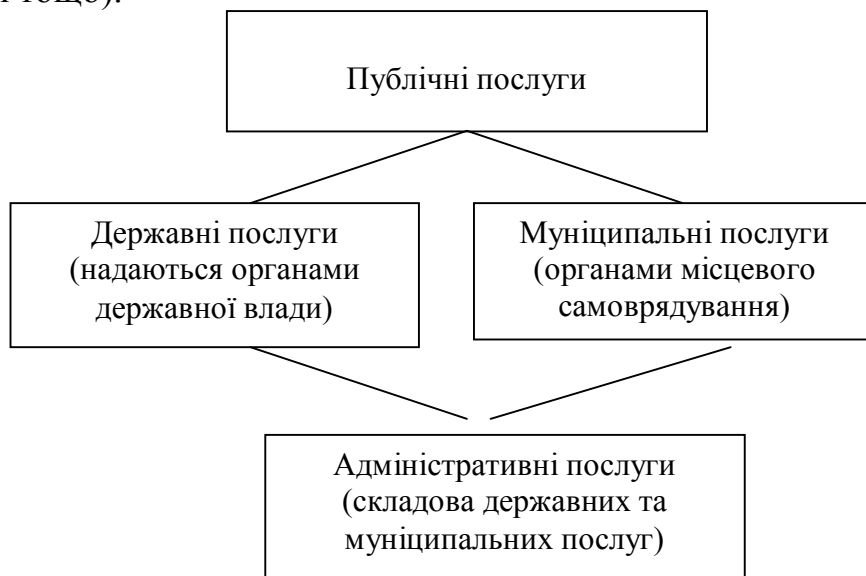 тощо).
Публічні послуги
Державні послуги
(надаються органами
державної влади)
Муніципальні послуги
(органами місцевого
самоврядування)
Адміністративні послуги
(складова державних та
муніципальних послуг)